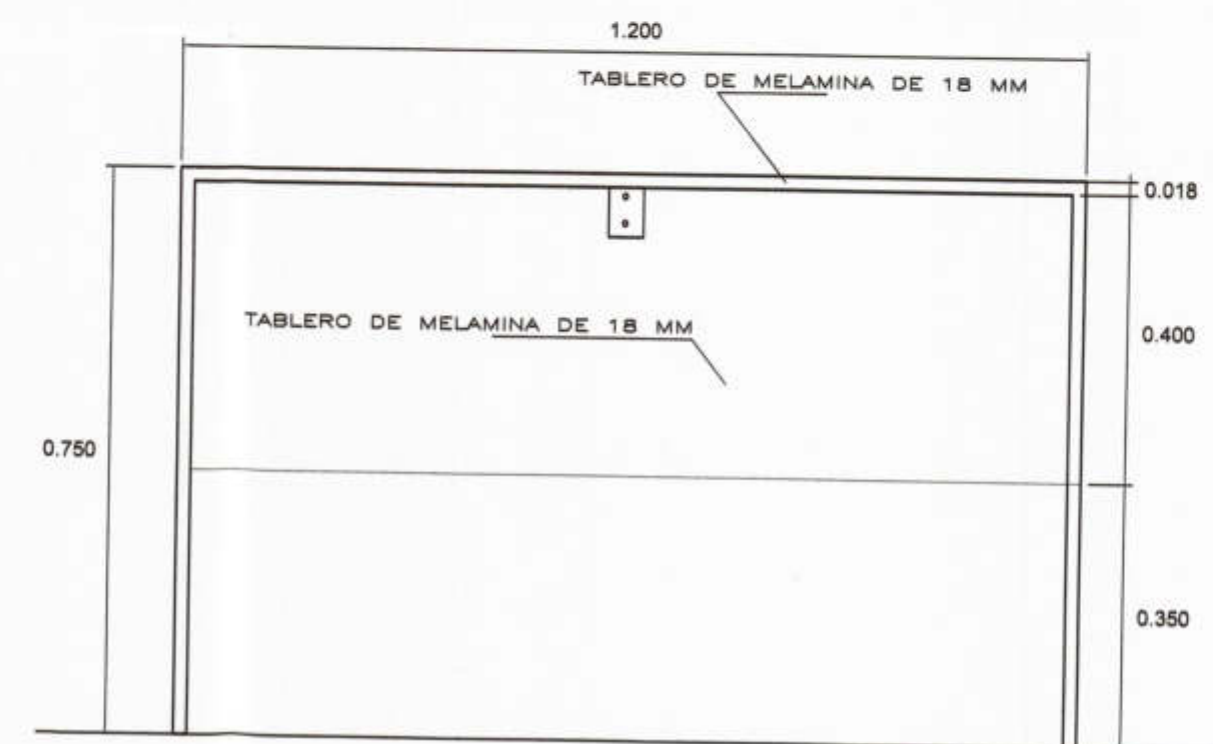 1.200
TABLERO DE MELAMINA DE 18 MM
0.018
TABLERO DE MELAMINA DE 18 MM
0.400
0.750
0.350